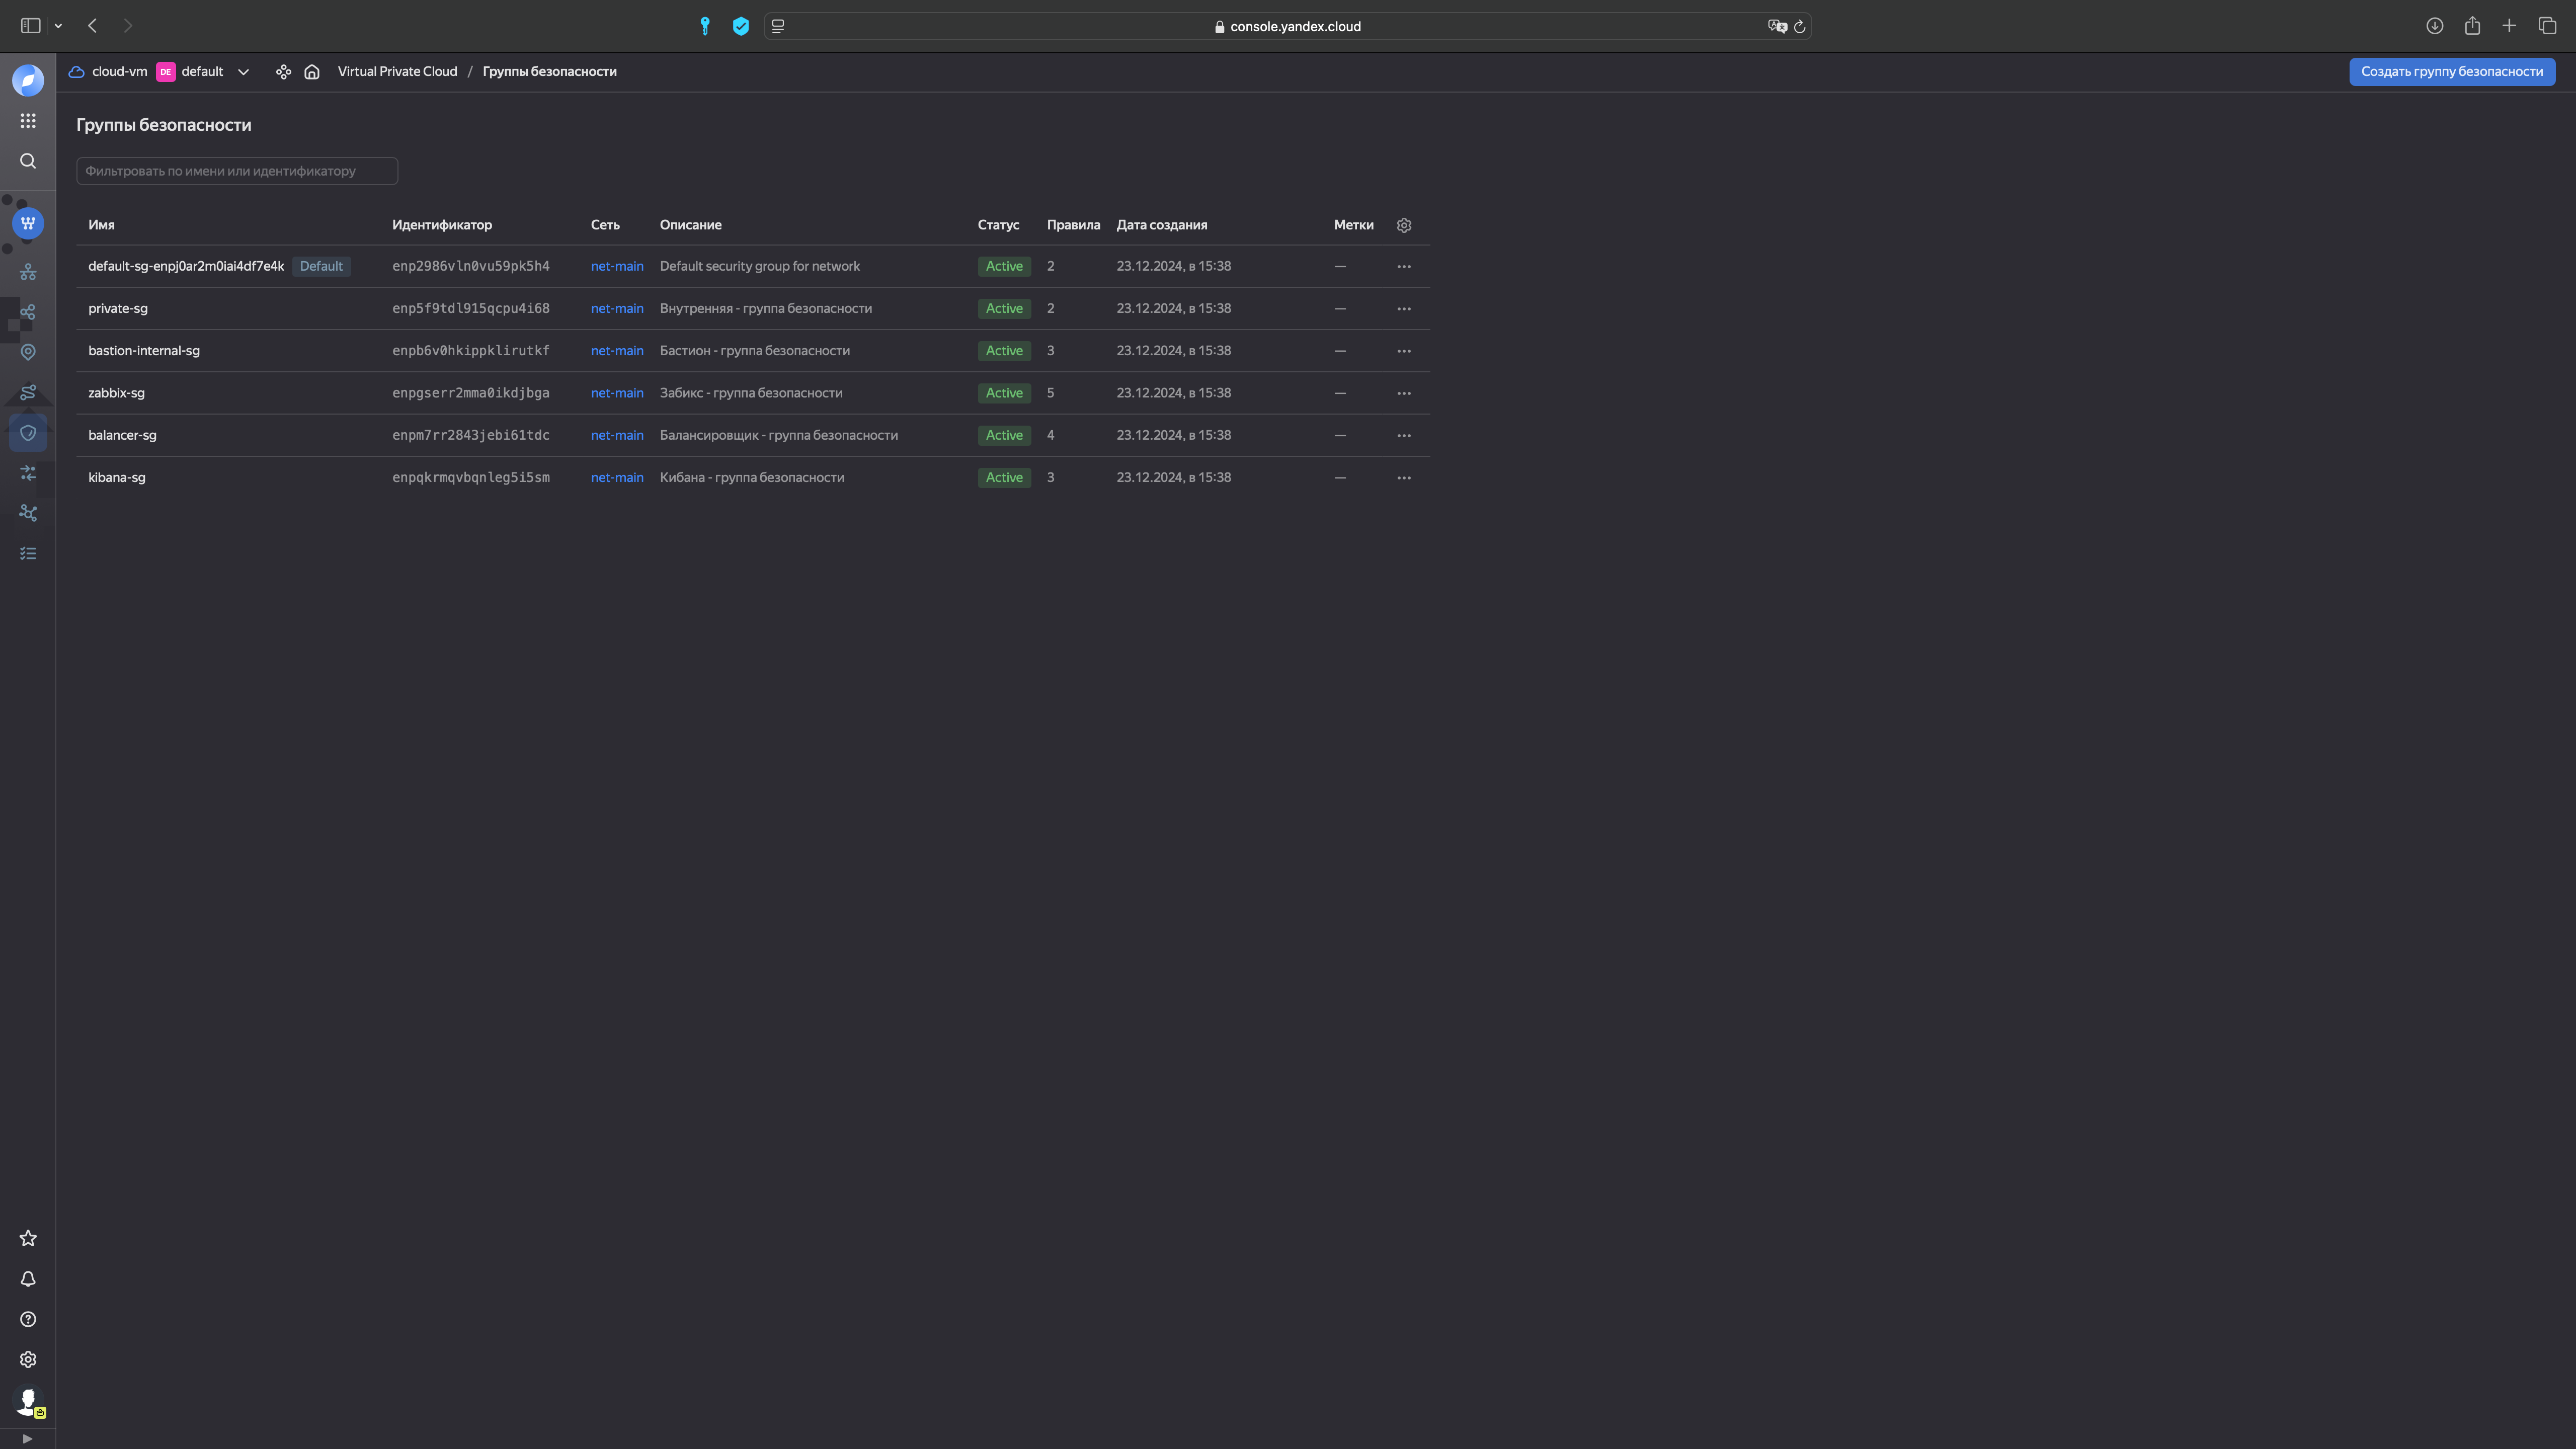 console.yandex.cloud
cloud-vm DE default Virtual Private Cloud / Группы безопасности Создать группу безопасности
Группы безопасности
Фильтровать по имени или идентификатору
Имя Идентификатор Сеть Описание Статус Правила Дата создания Метки
default-sg-enpj0ar2m0iai4df7e4k Default enp2986vln0vu59pk5h4 net-main Default security group for network Active 2 23.12.2024, в 15:38 —
private-sg enp5f9tdl915qcpu4i68 net-main Внутренняя - группа безопасности Active 2 23.12.2024, в 15:38 —
bastion-internal-sg enpb6v0hkippklirutkf net-main Бастион - группа безопасности Active 3 23.12.2024, в 15:38 —
zabbix-sg enpgserr2mma0ikdjbga net-main Забикс - группа безопасности Active 5 23.12.2024, в 15:38 —
balancer-sg enpm7rr2843jebi61tdc net-main Балансировщик - группа безопасности Active 4 23.12.2024, в 15:38 —
kibana-sg enpqkrmqvbqnleg5i5sm net-main Кибана - группа безопасности Active 3 23.12.2024, в 15:38 —